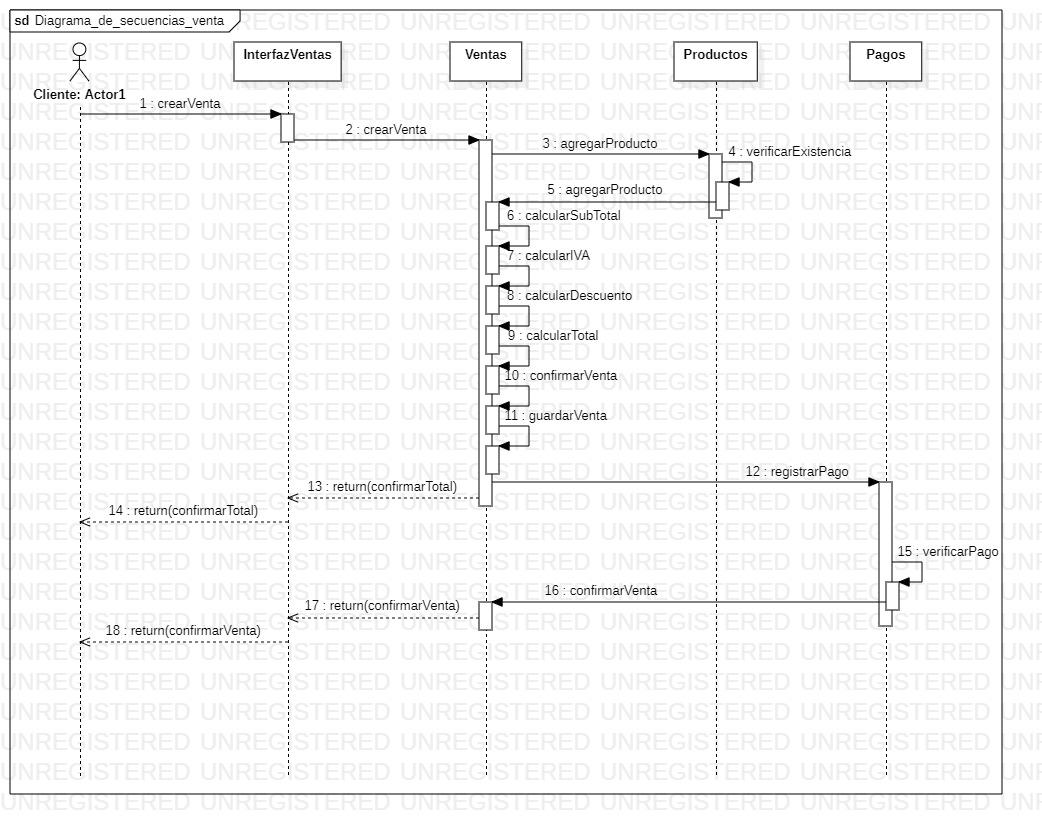 sd Diagrama_de_secuencias_venta
InterfazVentas
Ventas
Productos
Pagos
Cliente: Actor1
1 : crearVenta
2 : crearVenta
3 : agregarProducto
4 : verificarExistencia
5 : agregarProducto
6 : calcularSubTotal
7 : calcularIVA
8 : calcularDescuento
9 : calcularTotal
10 : confirmarVenta
11 : guardarVenta
12 : registrarPago
13 : return(confirmarTotal)
14 : return(confirmarTotal)
15 : verificarPago
16 : confirmarVenta
17 : return(confirmarVenta)
18 : return(confirmarVenta)
UNREGISTERED